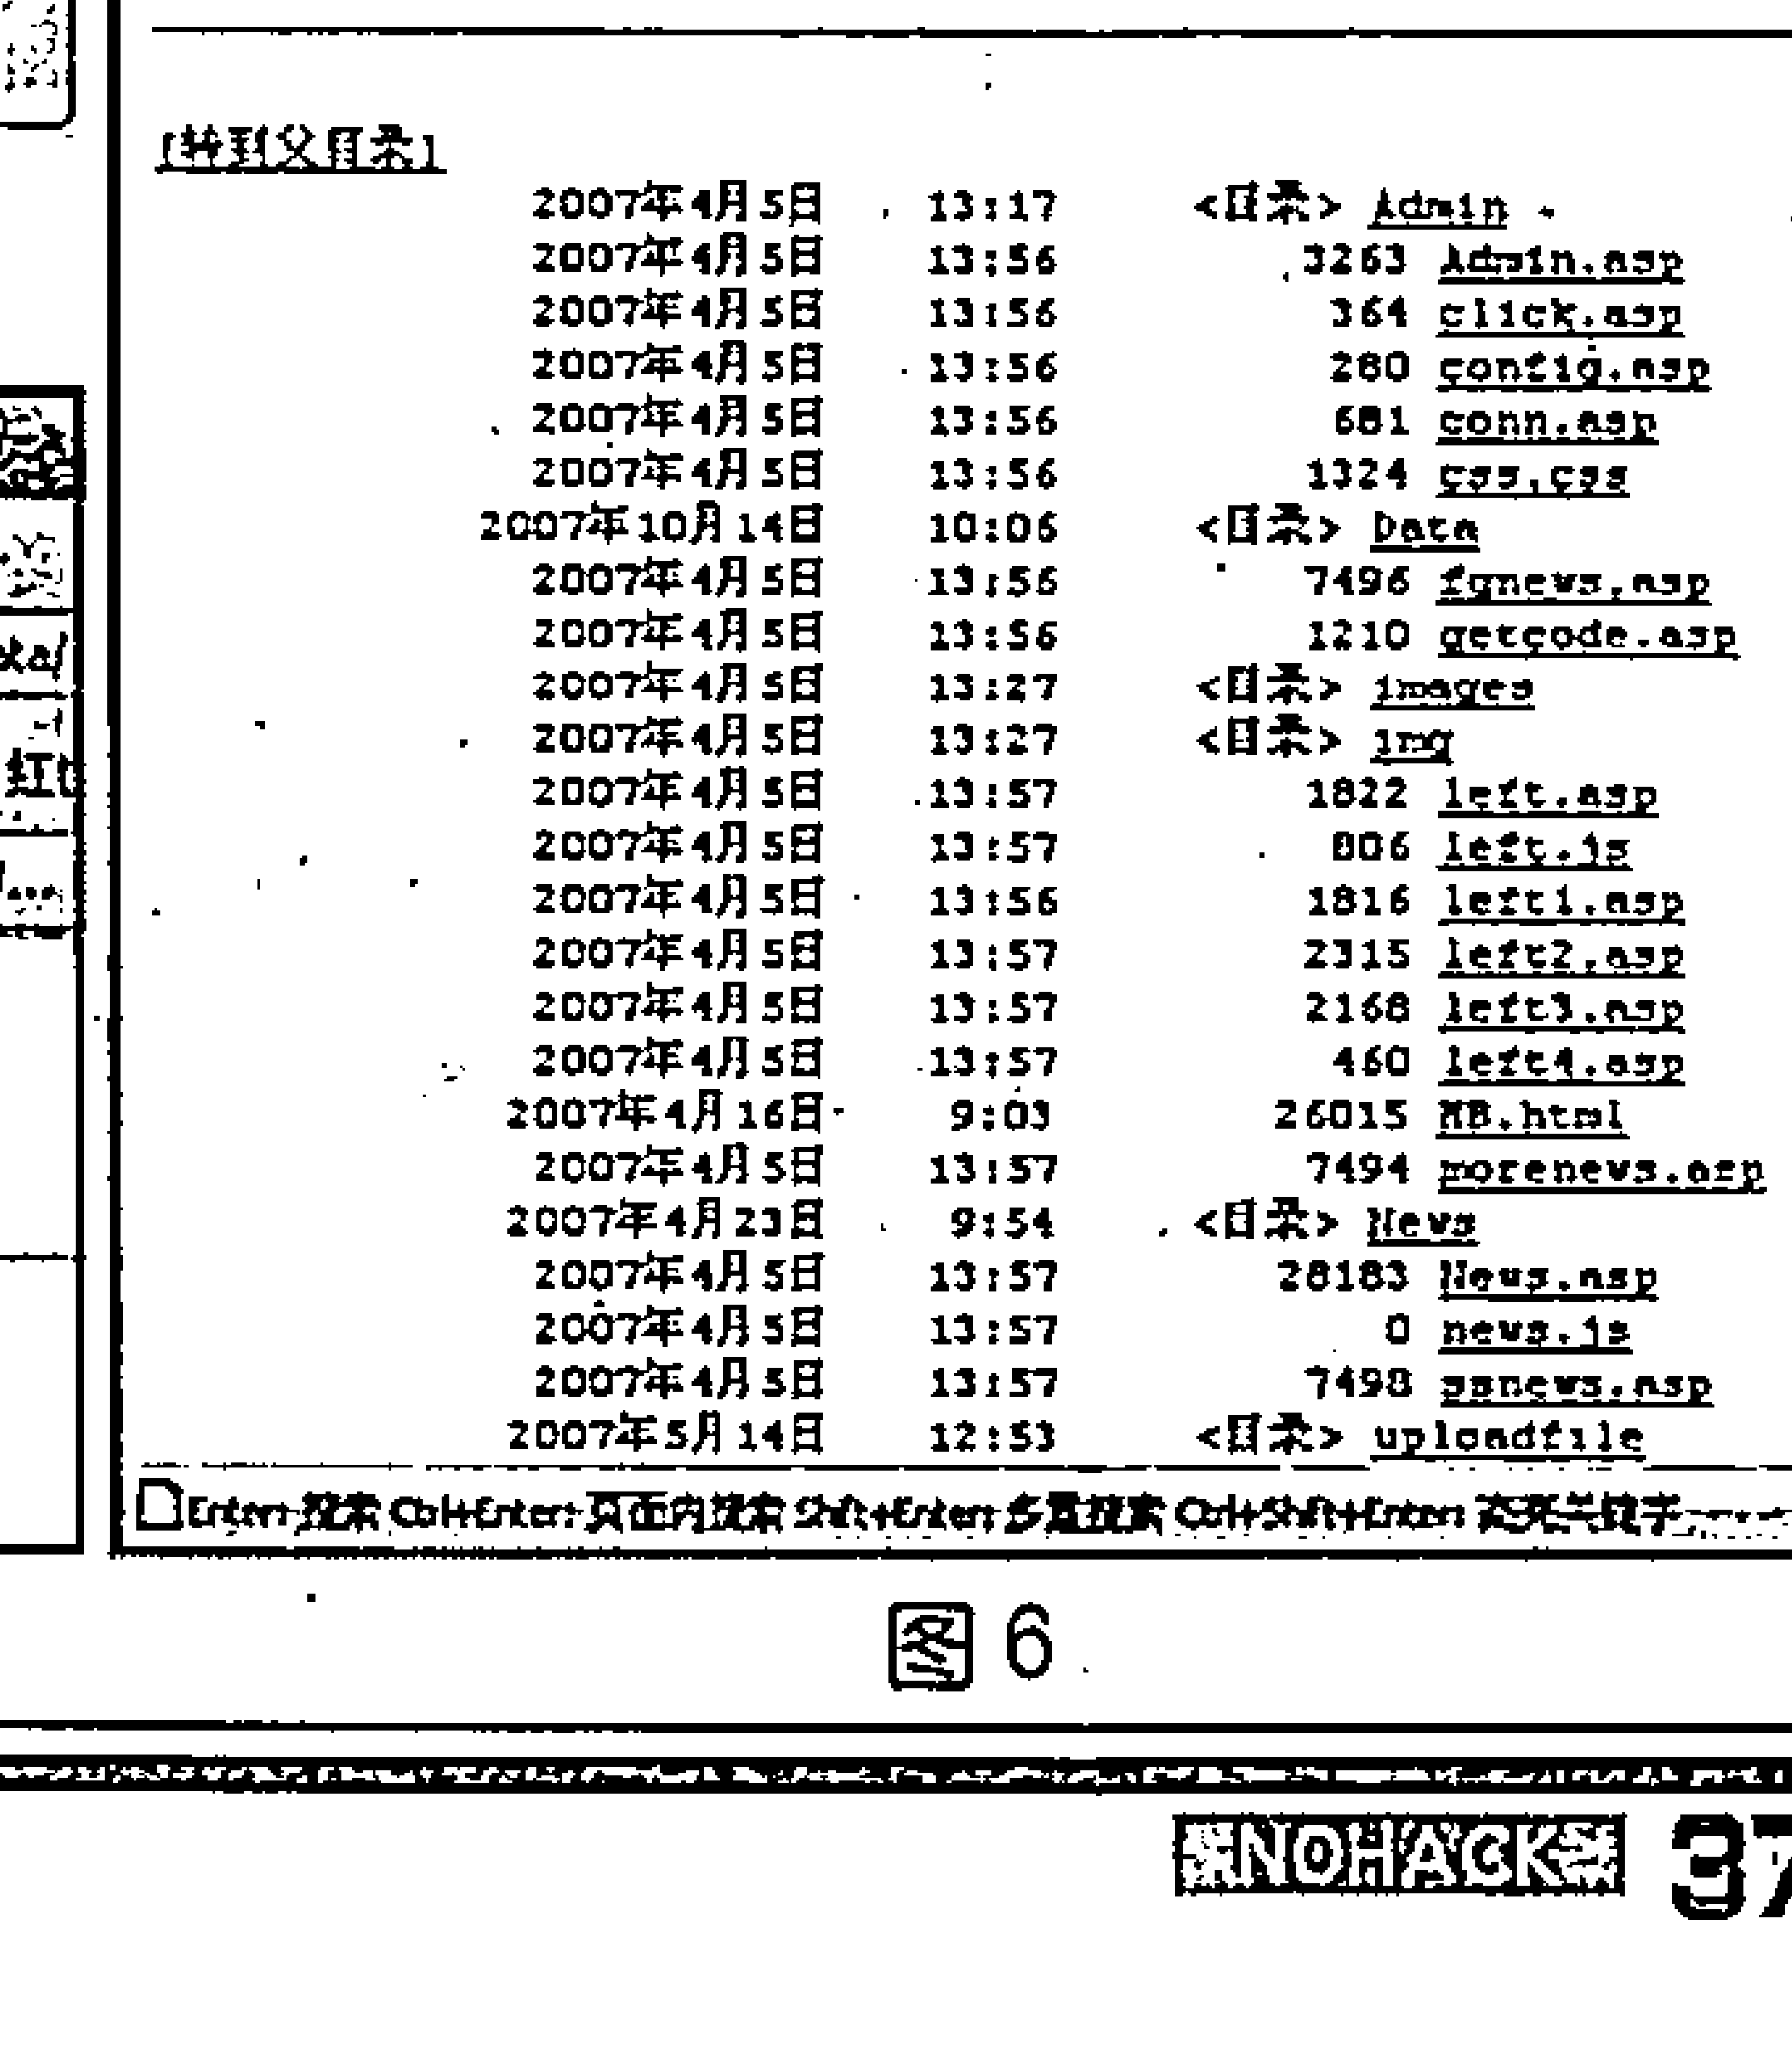 [转到父目录]
2007年4月5日 13:17 <目录> Admin
2007年4月5日 13:56 3263 Admin.asp
2007年4月5日 13:56 364 click.asp
2007年4月5日 13:56 280 config.asp
2007年4月5日 13:56 681 conn.asp
2007年4月5日 13:56 1324 css.css
2007年10月14日 10:06 <目录> Data
2007年4月5日 13:56 7496 fgnews.asp
2007年4月5日 13:56 1210 getcode.asp
2007年4月5日 13:27 <目录> images
2007年4月5日 13:27 <目录> img
2007年4月5日 13:57 1822 left.asp
2007年4月5日 13:57 806 left.js
2007年4月5日 13:56 1816 left1.asp
2007年4月5日 13:57 2315 left2.asp
2007年4月5日 13:57 2168 left3.asp
2007年4月5日 13:57 460 left4.asp
2007年4月16日 9:03 26015 MB.html
2007年4月5日 13:57 7494 morenews.asp
2007年4月23日 9:54 <目录> News
2007年4月5日 13:57 28183 News.asp
2007年4月5日 13:57 0 news.js
2007年4月5日 13:57 7498 ssnews.asp
2007年5月14日 12:53 <目录> uploadfile
Enter: 搜索 Ctrl+Enter: 页面内搜索 Shift+Enter: 多重搜索 Ctrl+Shift+Enter:
图 6
NOHACK 37